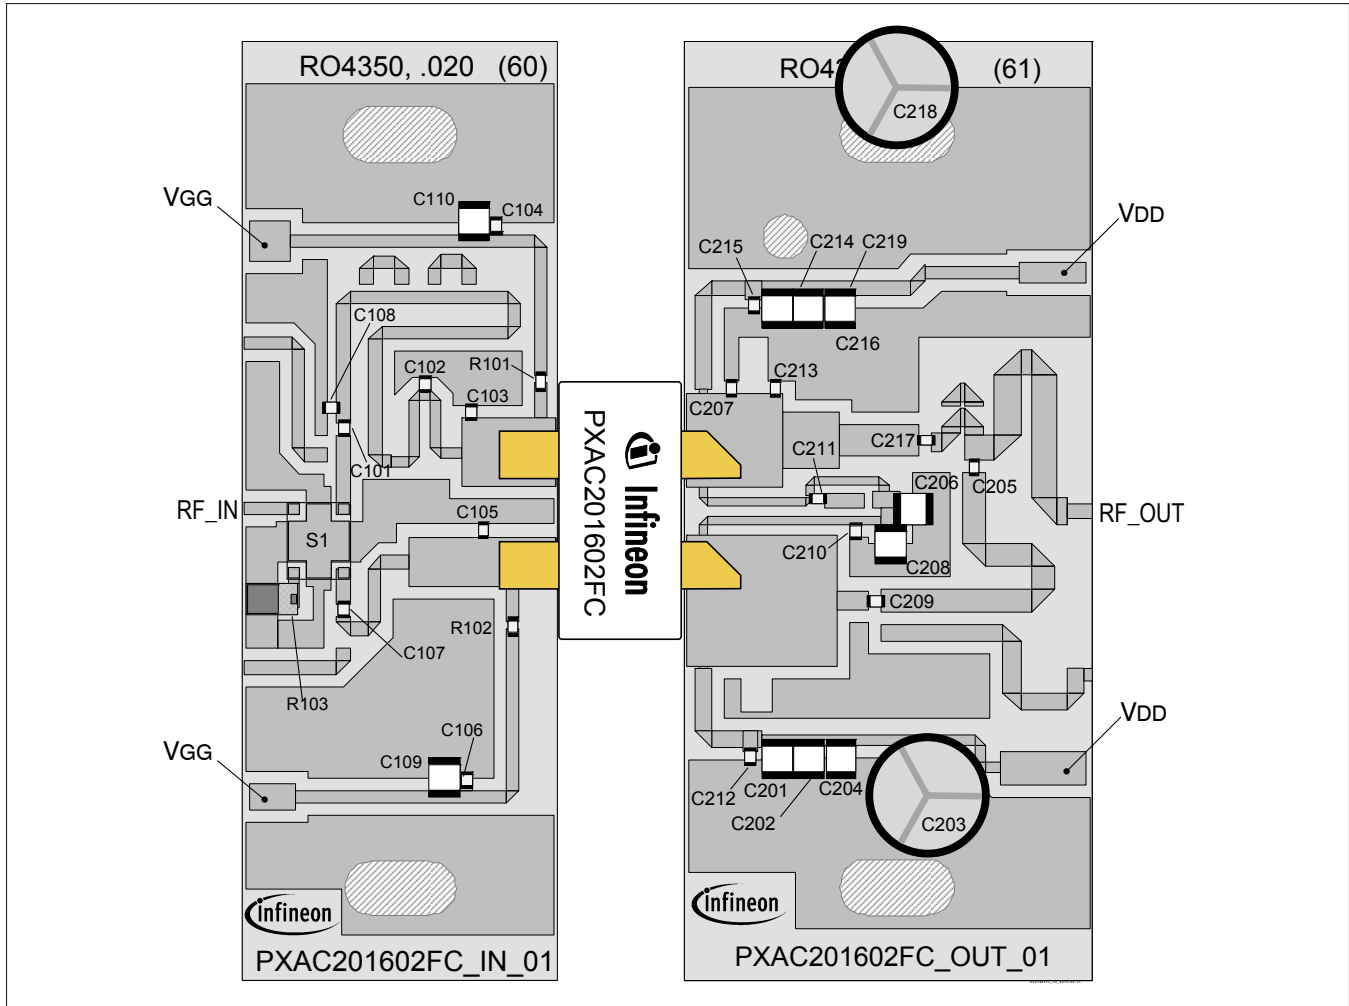 RO4350, .020 (60)
RO43
(61)
C218
VGG
C110
C104
VDD
C215
C214
C219
C108
C216
C102
R101
C103
C213
C207
C101
C217
C211
C205
C206
RF_IN
S1
C105
RF_OUT
C210
C208
C209
Infineon
PXAC201602FC
R102
C107
R103
VGG
C106
C109
VDD
C212
C201
C204
C202
C203
infineon
infineon
PXAC201602FC_IN_01
PXAC201602FC_OUT_01